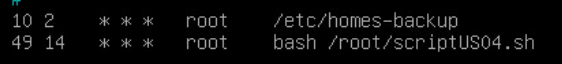 #
10 2 * * * root /etc/homes-backup
49 14 * * * root bash /root/scriptUS04.sh